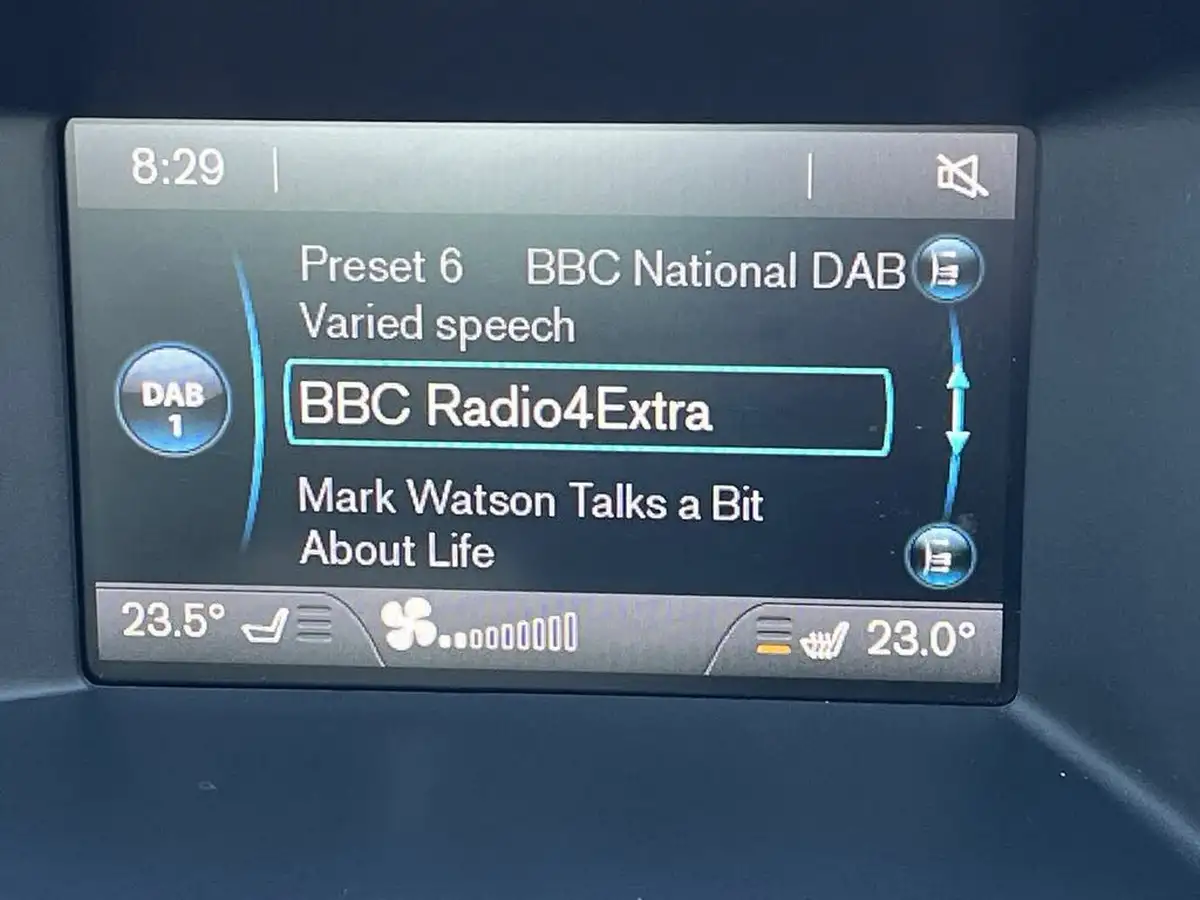 8:29
Preset 6 BBC National DAB
Varied speech
DAB
1
BBC Radio4Extra
Mark Watson Talks a Bit
About Life
23.5° 23.0°